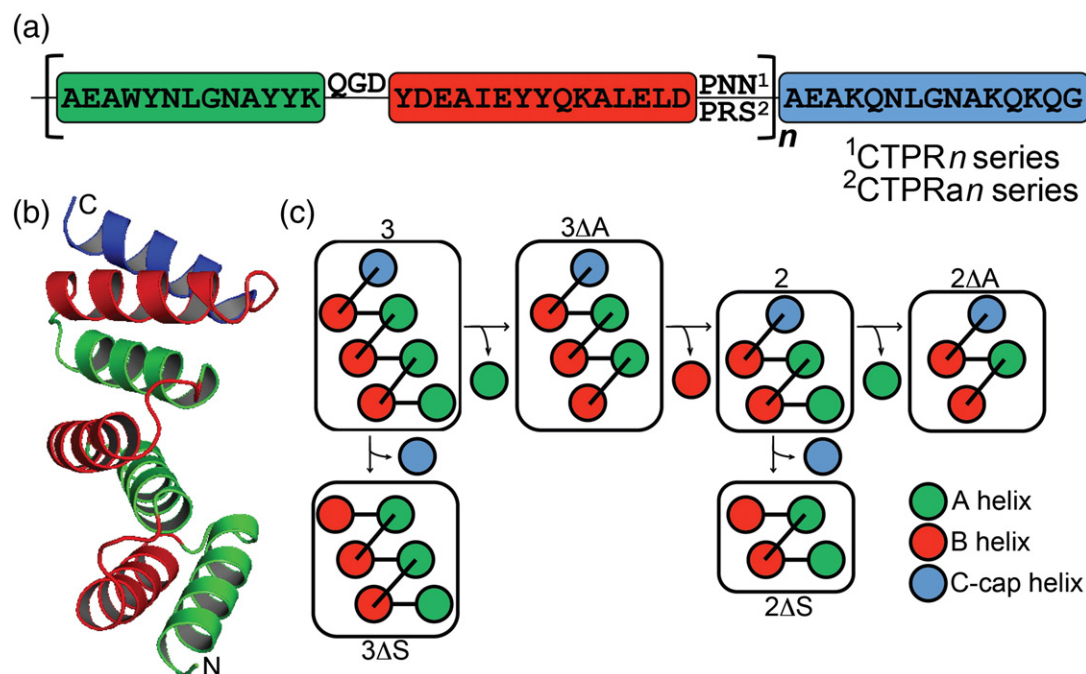 (a)
AEAWYNLGNAYYK QGD YDEAIEYYQKALELD PNN¹ AEAKQNLGNAKQKQG
PRS²
n
¹CTPRn series
²CTPRan series
(b)
C
N
(c)
3
3ΔA
2
2ΔA
3ΔS
2ΔS
A helix
B helix
C-cap helix